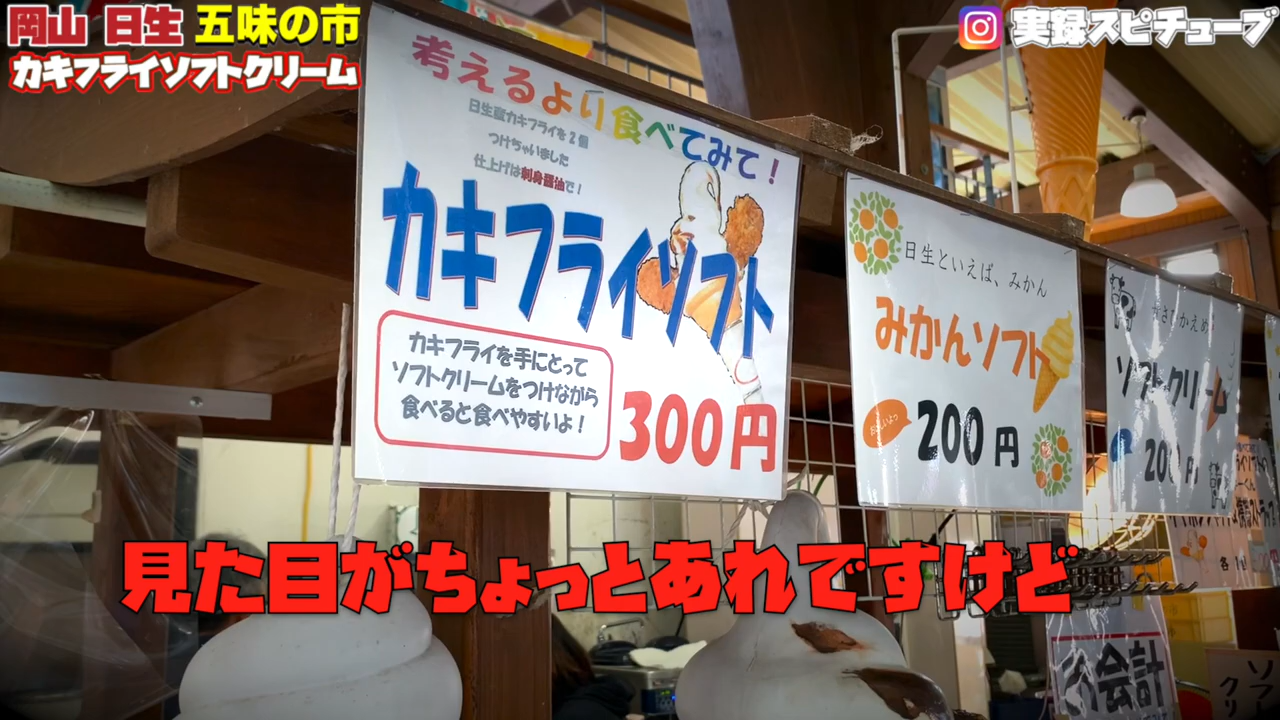 岡山 日生 五味の市
カキフライソフトクリーム
実録スピチューブ
考えるより食べてみて！
日生産カキフライを2個
つけちゃいました
仕上げは刺身醤油で！
カキフライソフト
カキフライを手にとって
ソフトクリームをつけながら
食べると食べやすいよ！
300円
日生といえば、みかん
みかんソフト
200円
ソフトクリーム
200円
見た目がちょっとあれですけど
お会計